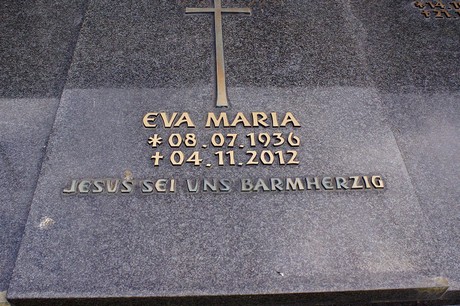 EVA MARIA
* 08.07.1936
† 04.11.2012
JESUS SEI UNS BARMHERZIG